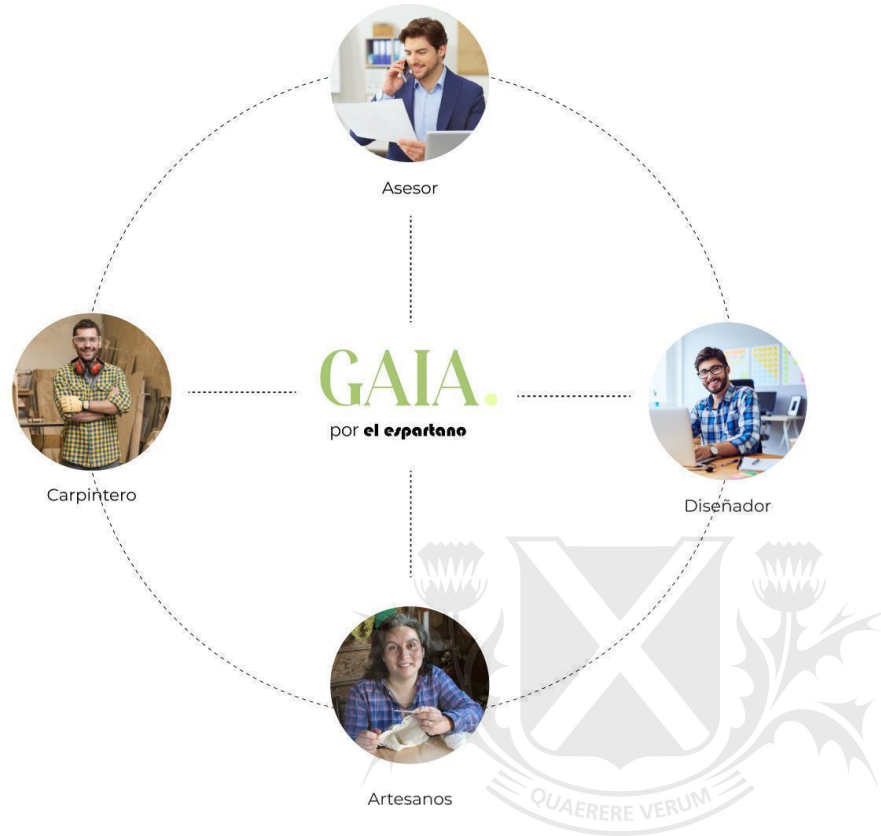 Asesor
GAIA.
por el espartano
Carpintero
Diseñador
Artesanos
QUAERERE VERUM